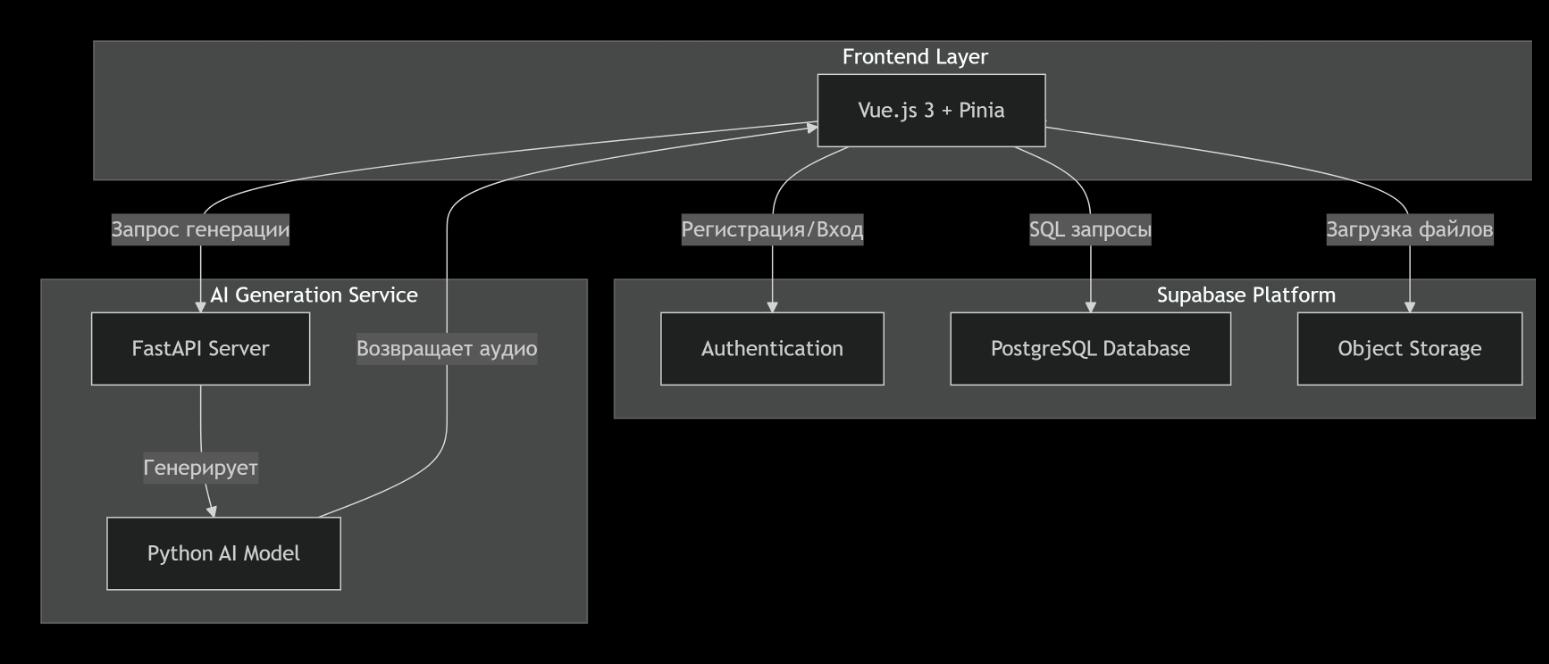 Frontend Layer
Vue.js 3 + Pinia
Запрос генерации
Регистрация/Вход
SQL запросы
Загрузка файлов
AI Generation Service
Supabase Platform
FastAPI Server
Возвращает аудио
Authentication
PostgreSQL Database
Object Storage
Генерирует
Python AI Model